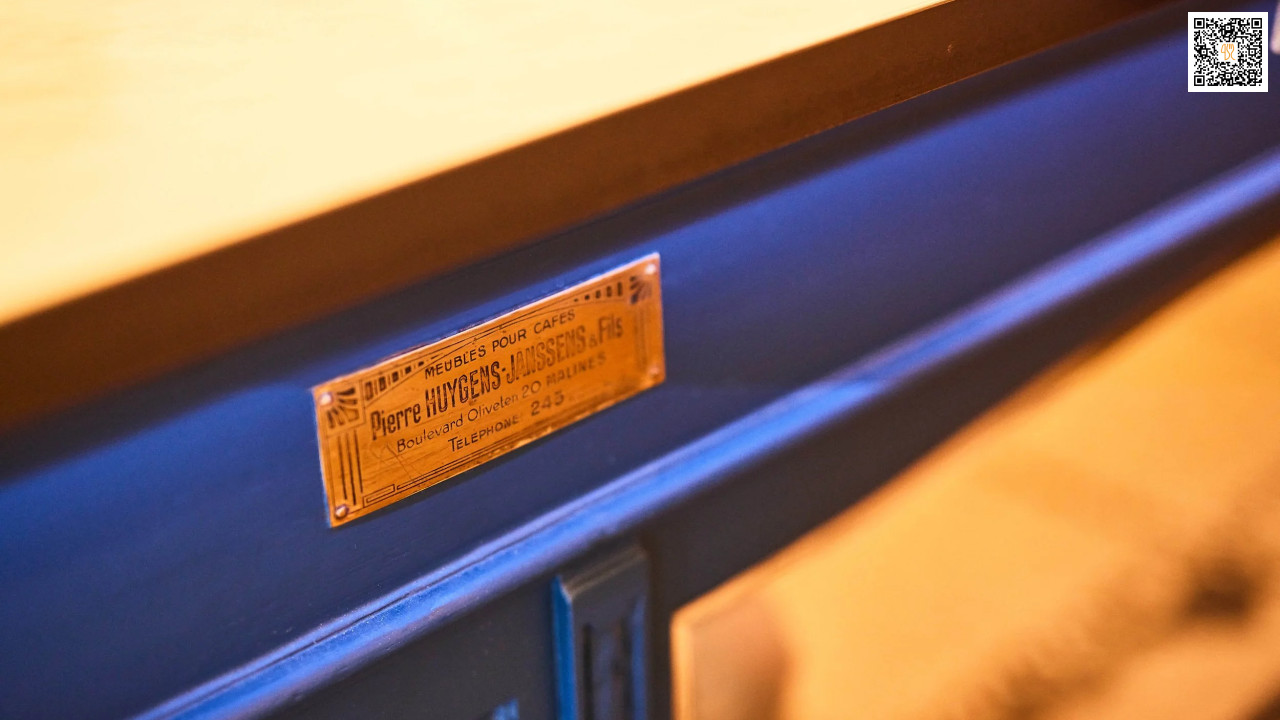 MEUBLES POUR CAFES
Pierre HUYGENS-JANSSENS & Fils
Boulevard Oliveten 20 MALINES
TELEPHONE 245